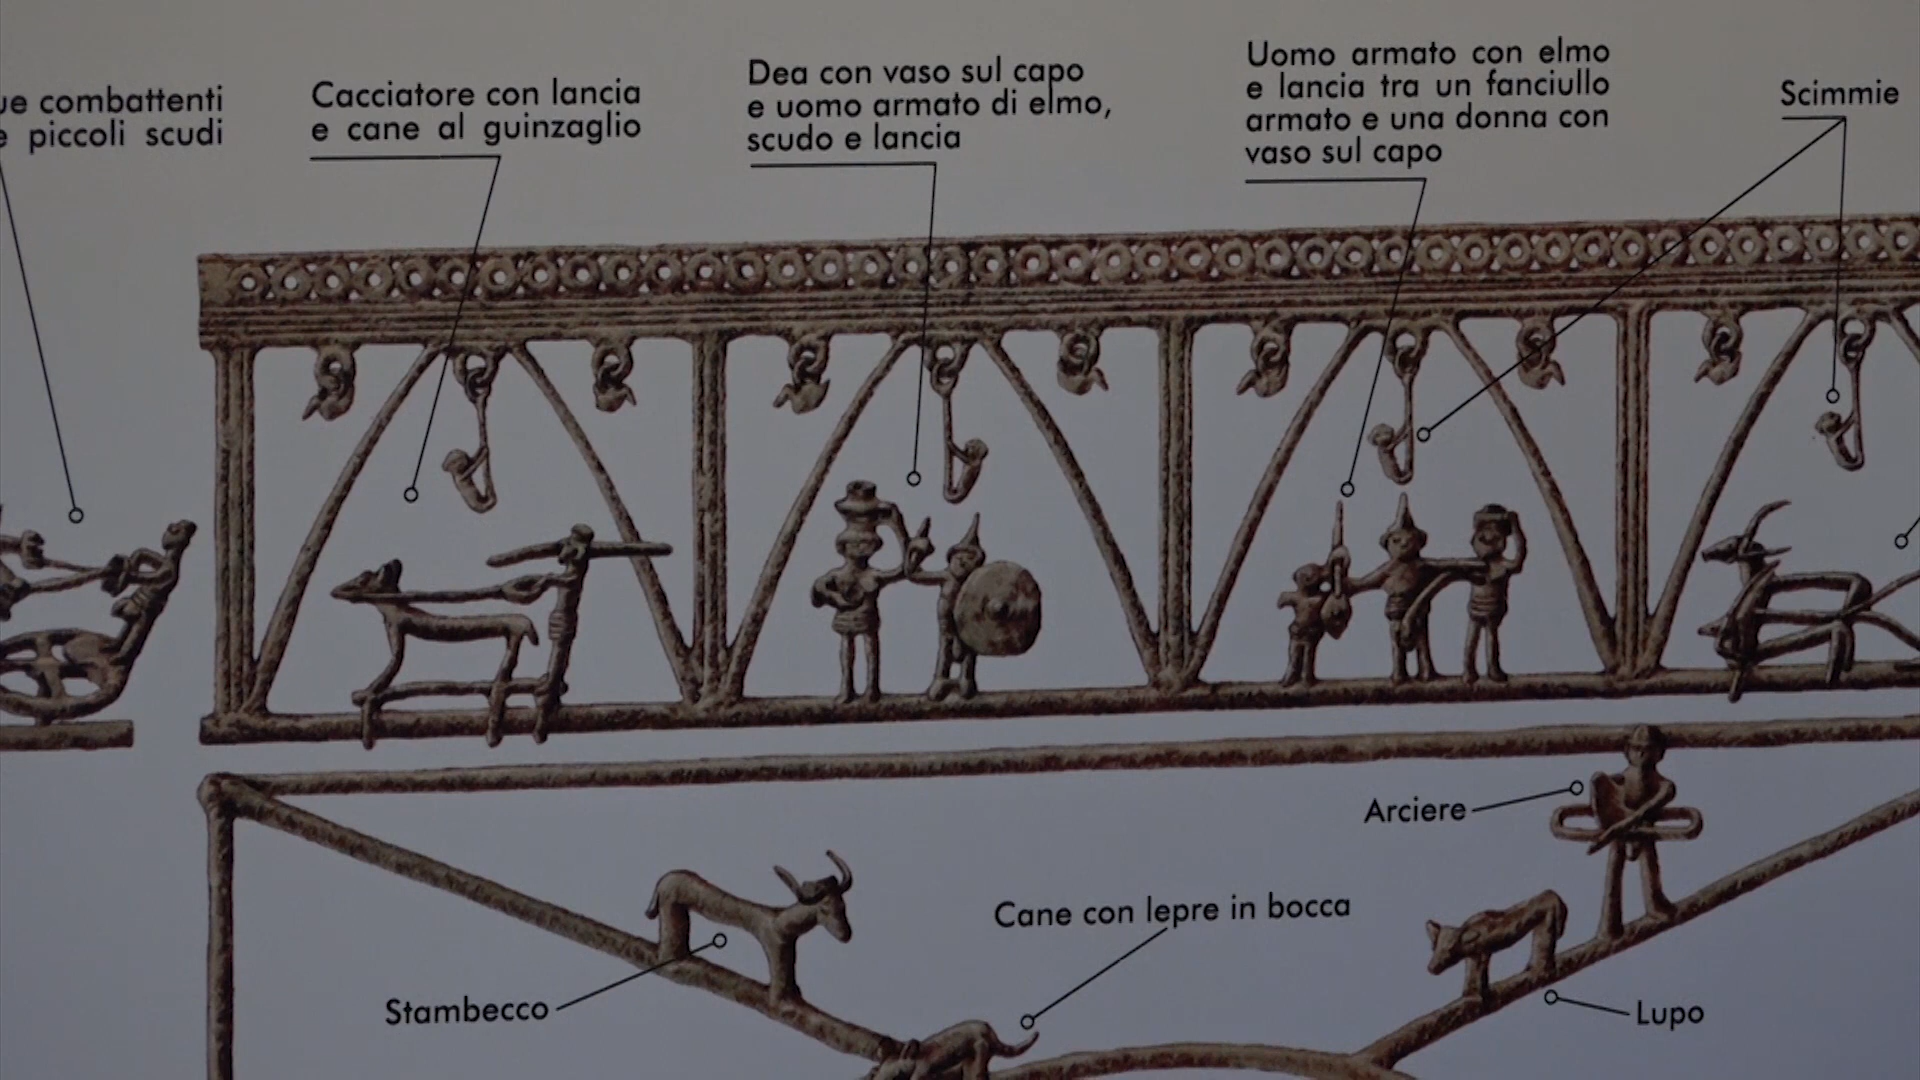 combattenti
piccoli scudi
Cacciatore con lancia
e cane al guinzaglio
Dea con vaso sul capo
e uomo armato di elmo,
scudo e lancia
Uomo armato con elmo
e lancia tra un fanciullo
armato e una donna con
vaso sul capo
Scimmie
Arciere
Cane con lepre in bocca
Stambecco
Lupo